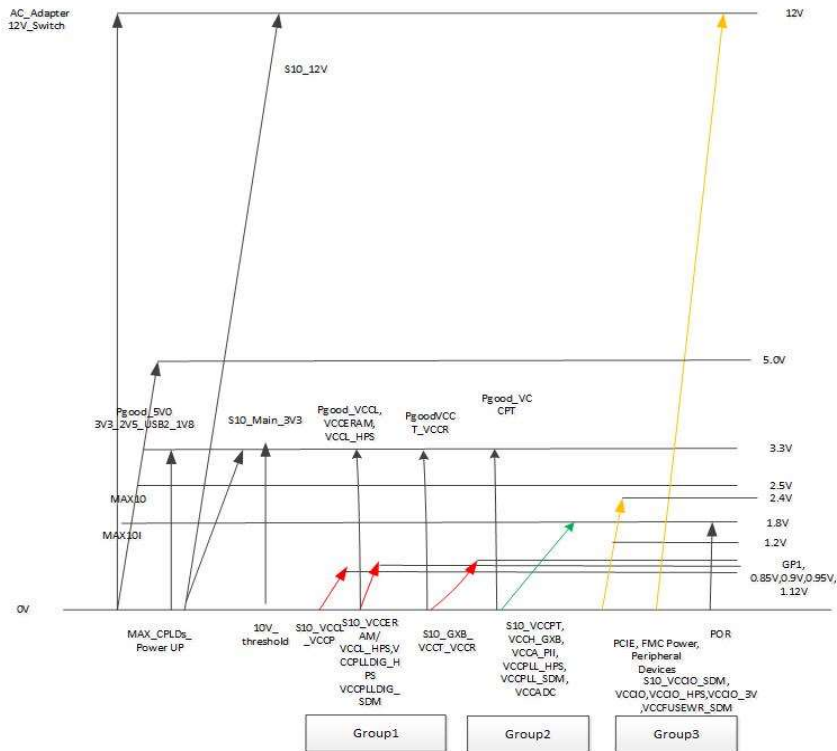 AC_Adapter
12V_Switch
12V
S10_12V
5.0V
Pgood_5V0
3V3_2V5_USB2_1V8
S10_Main_3V3
Pgood_VCCL,
VCCERAM,
VCCL_HPS
PgoodVCC
T_VCCR
Pgood_VC
CPT
3.3V
2.5V
MAX10
2.4V
1.8V
MAX10I
1.2V
GP1,
0.85V,0.9V,0.95V,
1.12V
0V
MAX_CPLDs_
Power UP
10V_
threshold
S10_VCCL
_VCCP
S10_VCCER
AM/
VCCL_HPS,V
CCPLLDIG_H
PS
VCCPLLDIG_
SDM
S10_GXB_
VCCT_VCCR
S10_VCCPT,
VCCH_GXB,
VCCA_Pll,
VCCPLL_HPS,
VCCPLL_SDM,
VCCADC
PCIE, FMC Power,
Peripheral
Devices
S10_VCCIO_SDM,
VCCIO,VCCIO_HPS,VCCIO_3V
,VCCFUSEWR_SDM
POR
Group1
Group2
Group3